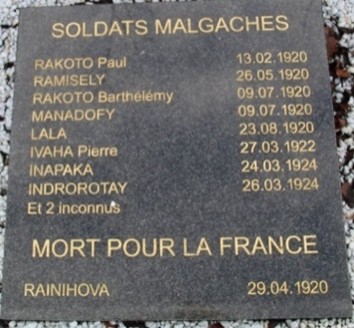 SOLDATS MALGACHES
RAKOTO Paul 13.02.1920
RAMISELY 26.05.1920
RAKOTO Barthélémy 09.07.1920
MANADOFY 09.07.1920
LALA 23.08.1920
IVAHA Pierre 27.03.1922
INAPAKA 24.03.1924
INDROROTAY 26.03.1924
Et 2 inconnus
MORT POUR LA FRANCE
RAINIHOVA 29.04.1920